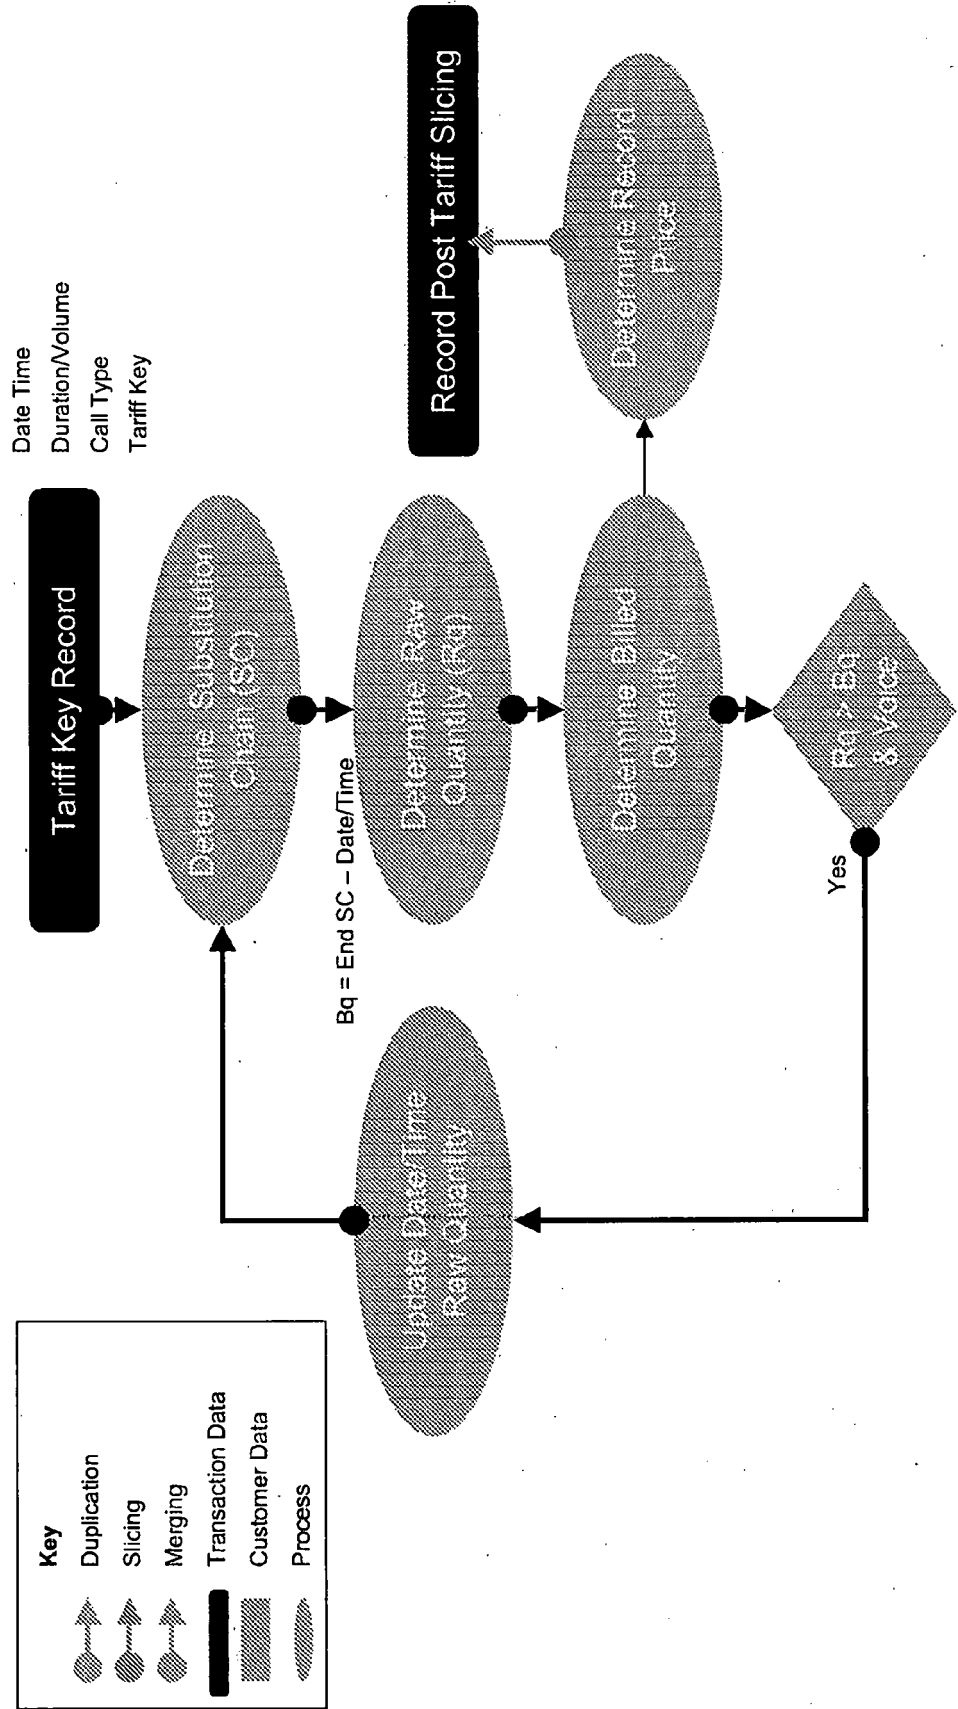 Key
Duplication
Slicing
Merging
Transaction Data
Customer Data
Process
Tariff Key Record
Date Time
Duration/Volume
Call Type
Tariff Key
Determine Substitution
Chain (SC)
Bq = End SC – Date/Time
Determine Raw
Quantity (Rq)
Update Date/Time
Raw Quantity
Determine Billed
Quantity
Rq > Bq
& Voice
Yes
Determine Record
Price
Record Post Tariff Slicing